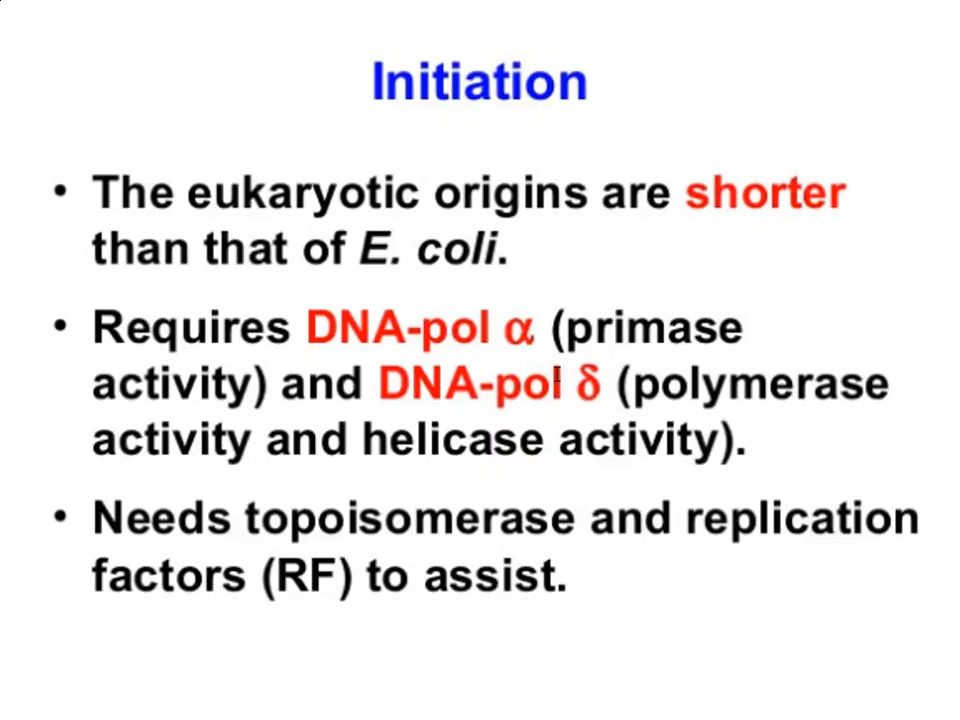 Initiation
• The eukaryotic origins are shorter
than that of E. coli.
• Requires DNA-pol α (primase
activity) and DNA-pol δ (polymerase
activity and helicase activity).
• Needs topoisomerase and replication
factors (RF) to assist.